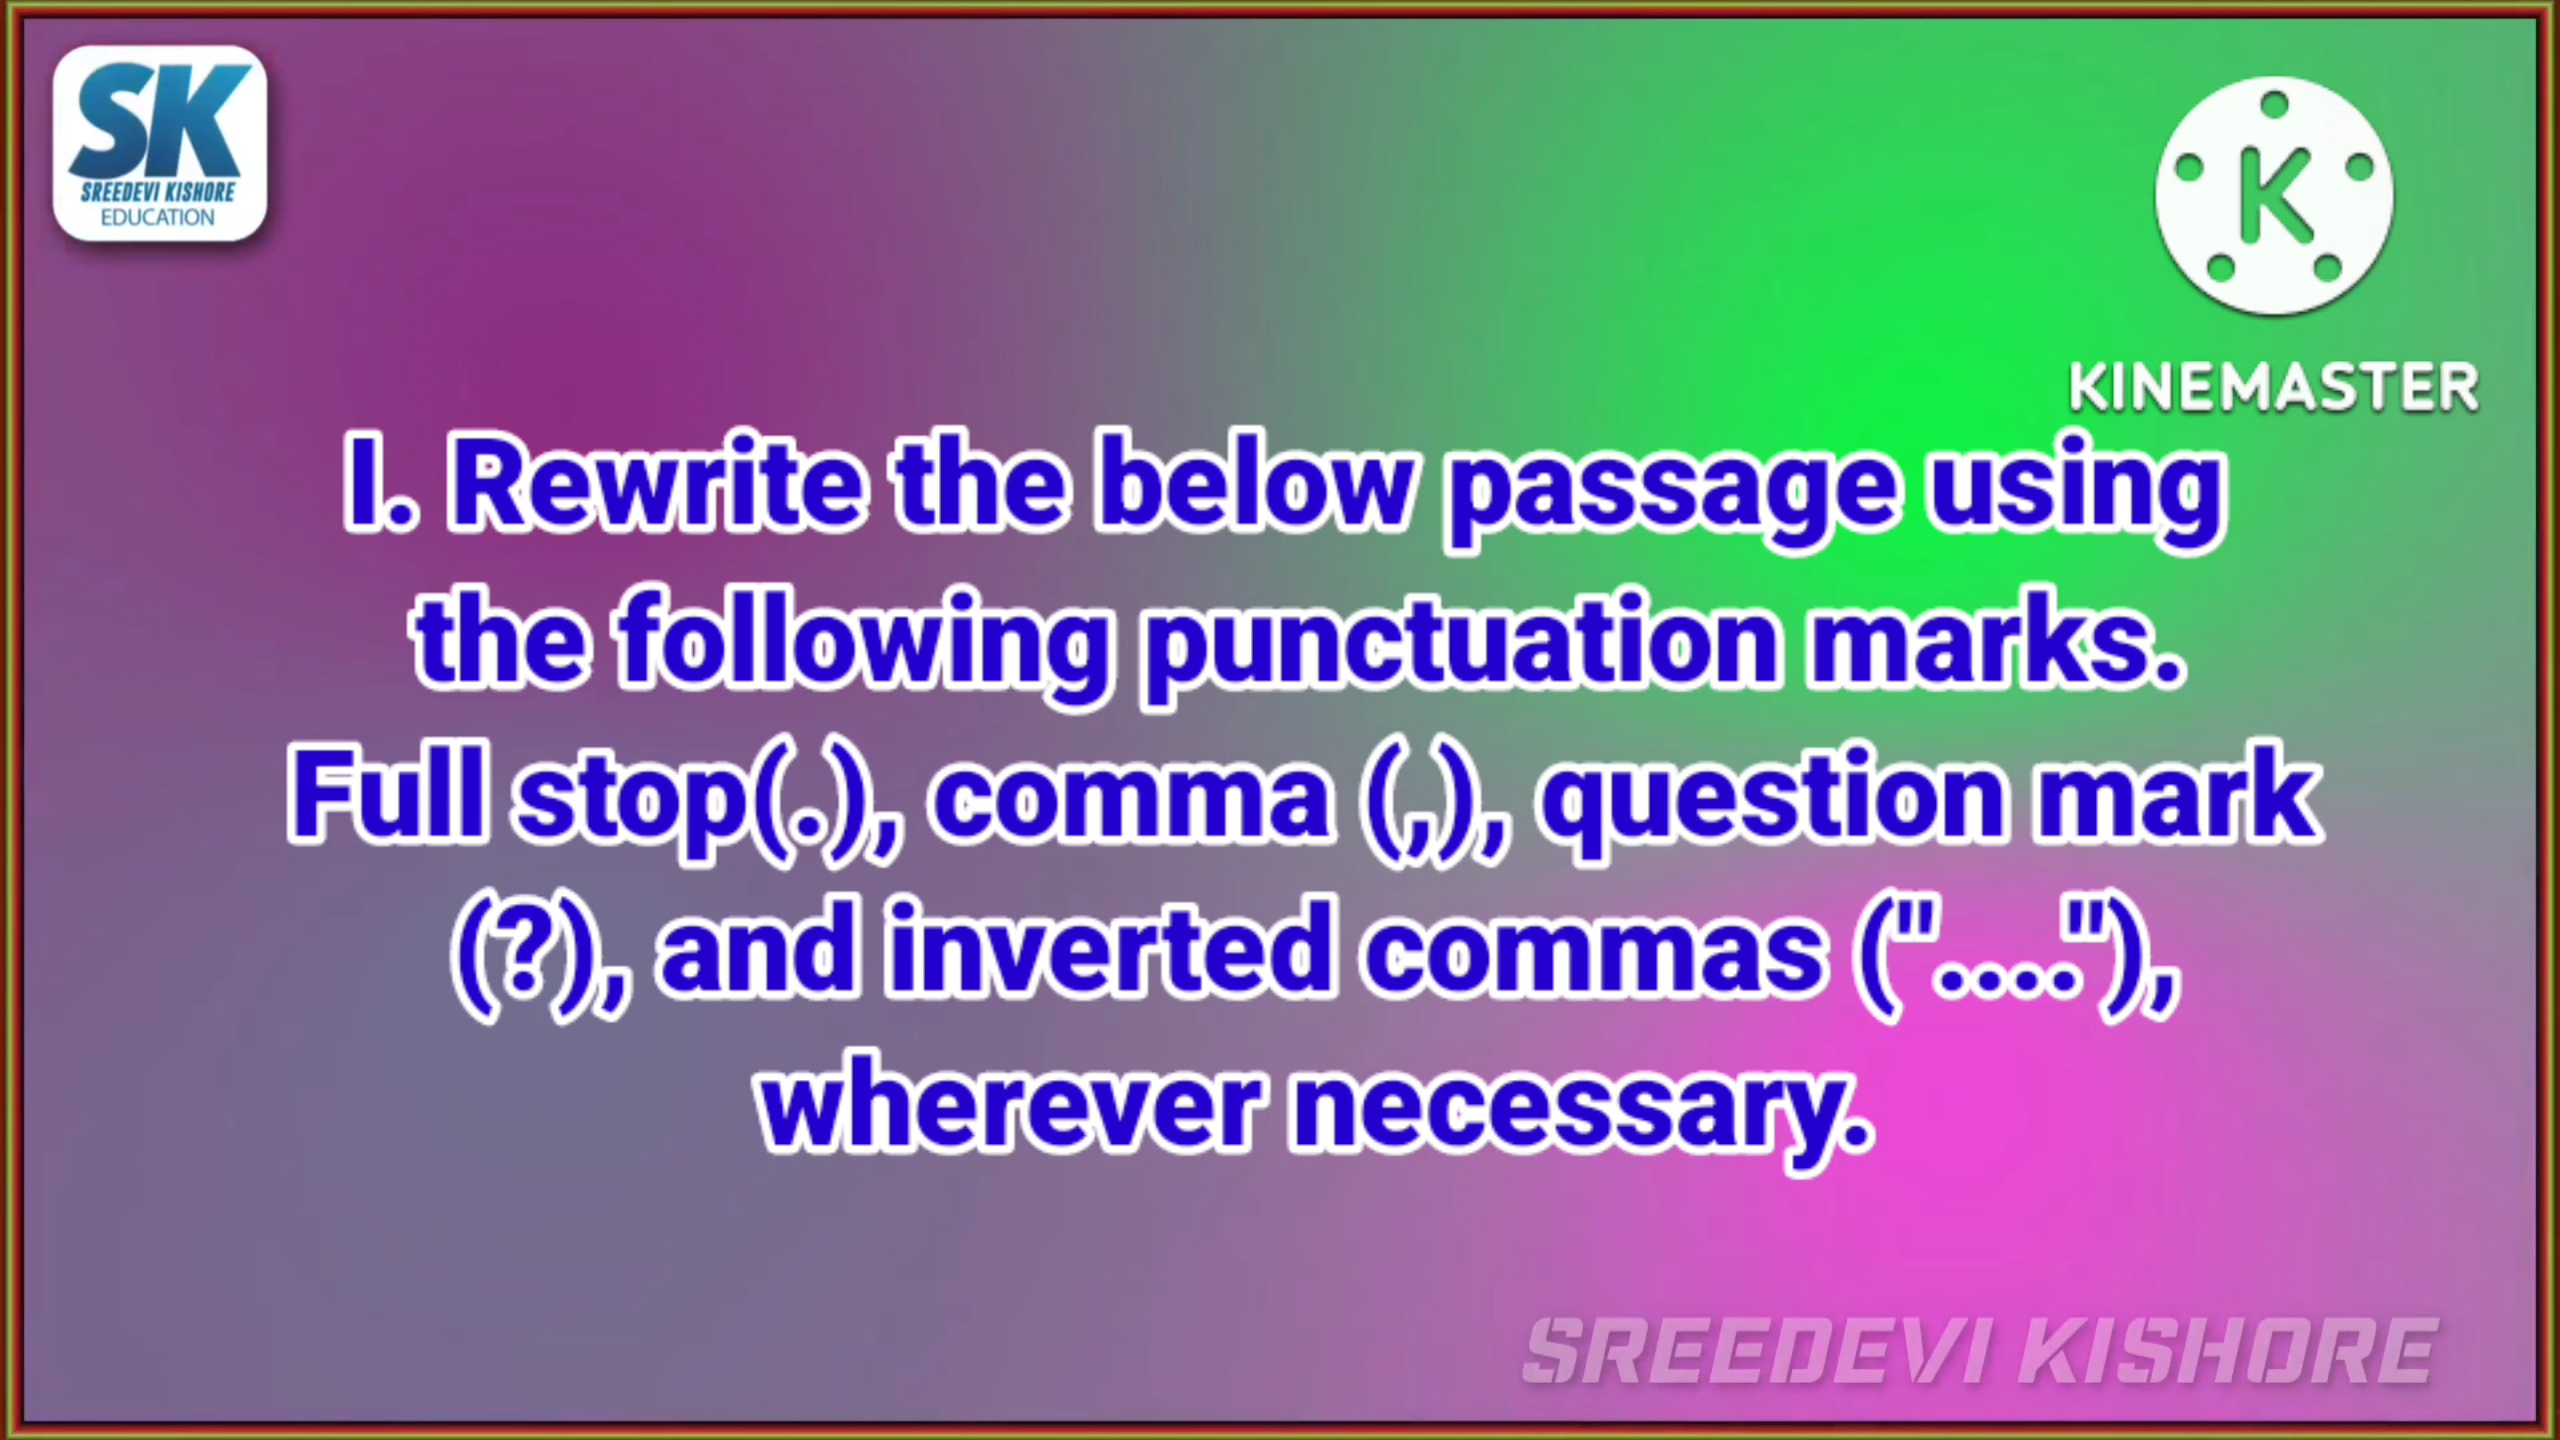 SK
SREEDEVI KISHORE
EDUCATION
K
KINEMASTER
I. Rewrite the below passage using
the following punctuation marks.
Full stop(.), comma (,), question mark
(?), and inverted commas ("...."),
wherever necessary.
SREEDEVI KISHORE